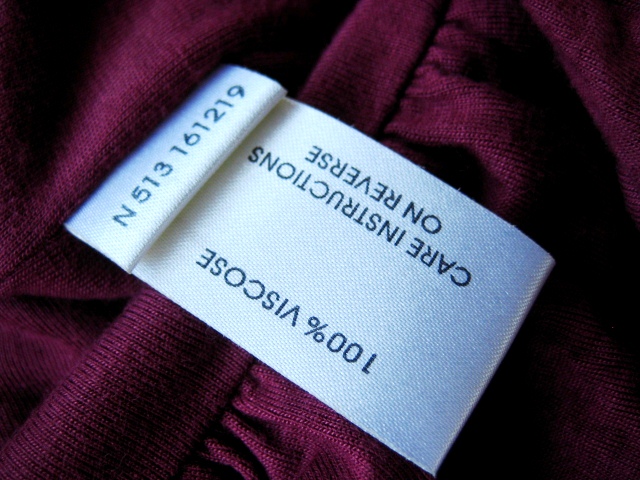 N 513 161219
100% VISCOSE
CARE INSTRUCTIONS
ON REVERSE